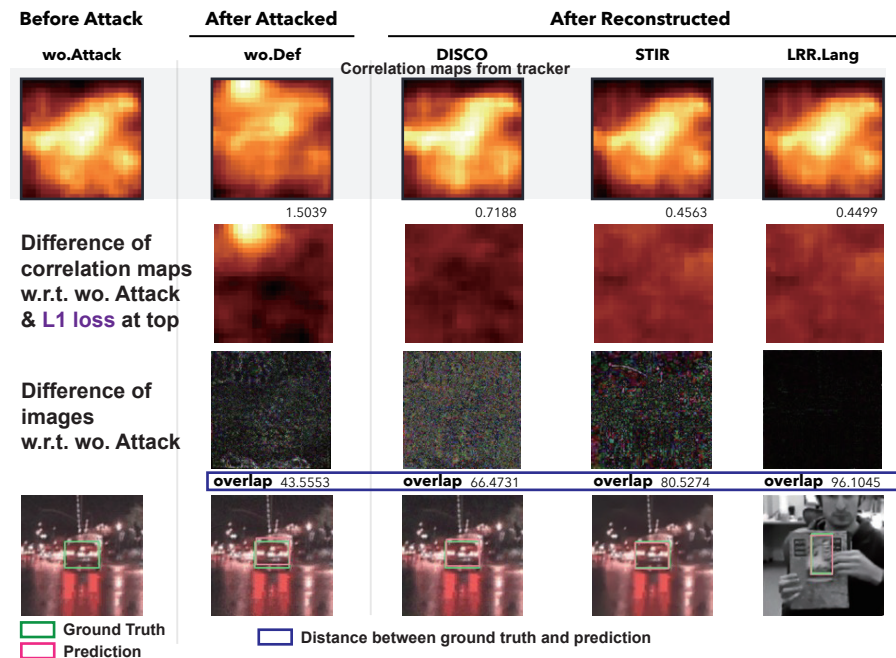 Before Attack
After Attacked
After Reconstructed
wo.Attack
wo.Def
DISCO
STIR
LRR.Lang
Correlation maps from tracker
1.5039
0.7188
0.4563
0.4499
Difference of
correlation maps
w.r.t. wo. Attack
& L1 loss at top
Difference of
images
w.r.t. wo. Attack
overlap 43.5553
overlap 66.4731
overlap 80.5274
overlap 96.1045
Ground Truth
Prediction
Distance between ground truth and prediction